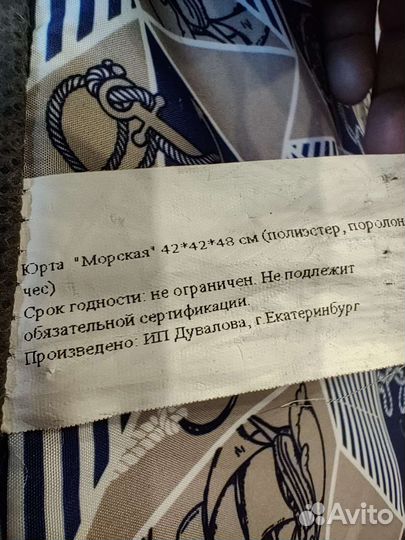 Юрта "Морская" 42*42*48 см (полиэстер, поролон
чес)
Срок годности: не ограничен. Не подлежит
обязательной сертификации.
Произведено: ИП Дувалова, г.Екатеринбург
Avito